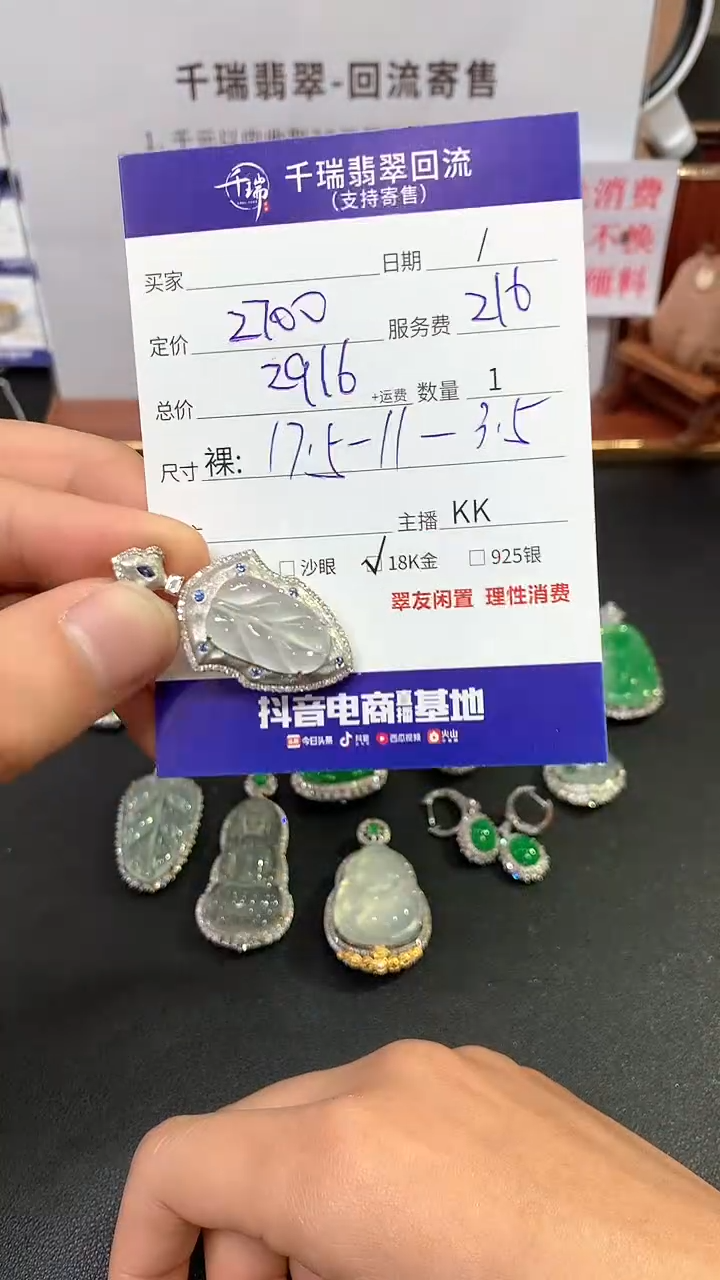 千瑞翡翠-回流寄售
千瑞
千瑞翡翠回流
(支持寄售)
消费
不换
买家
日期 /
定价 2700
服务费 216
总价 2916 +运费
数量 1
尺寸 裸: 17.5-11-3.5
主播 KK
沙眼 ✓18K金 925银
翠友闲置 理性消费
抖音电商直播基地
今日头条 抖音 西瓜视频 火山